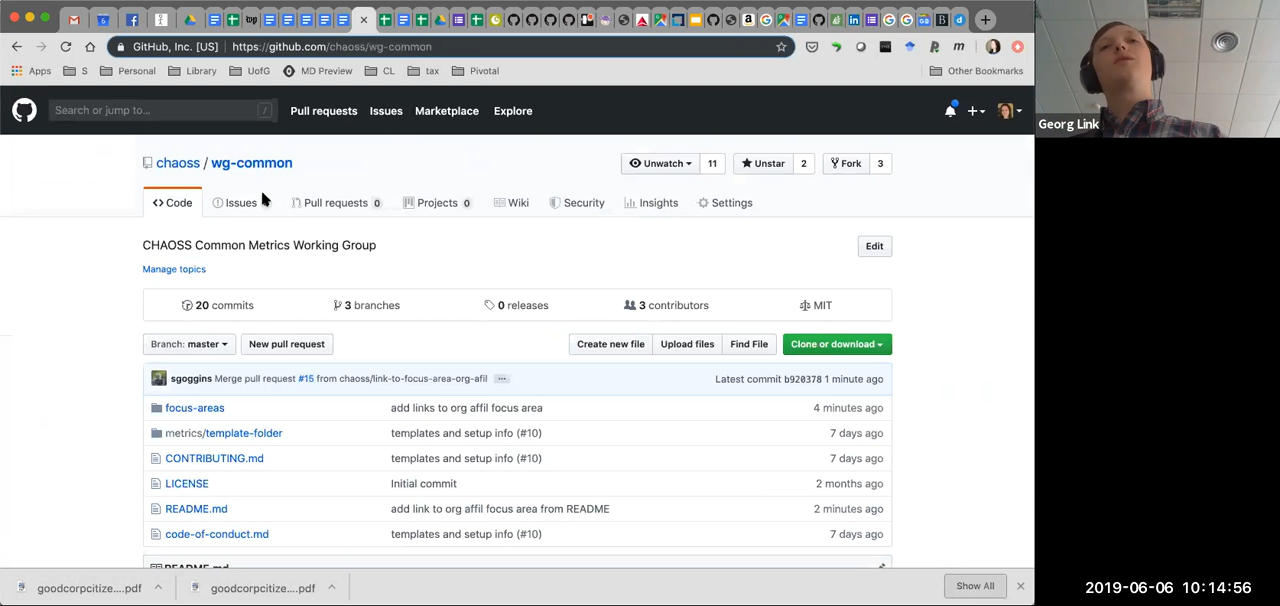 GitHub, Inc. [US] | https://github.com/chaoss/wg-common
Apps S Personal Library UofG MD Preview CL tax Pivotal Other Bookmarks
Search or jump to... / Pull requests Issues Marketplace Explore
Georg Link
chaoss / wg-common
Unwatch 11 Unstar 2 Fork 3
Code Issues Pull requests 0 Projects 0 Wiki Security Insights Settings
CHAOSS Common Metrics Working Group
Edit
Manage topics
20 commits 3 branches 0 releases 3 contributors MIT
Branch: master New pull request Create new file Upload files Find File Clone or download
sgoggins Merge pull request #15 from chaoss/link-to-focus-area-org-afil ... Latest commit b920378 1 minute ago
focus-areas add links to org affil focus area 4 minutes ago
metrics/template-folder templates and setup info (#10) 7 days ago
CONTRIBUTING.md templates and setup info (#10) 7 days ago
LICENSE Initial commit 2 months ago
README.md add link to org affil focus area from README 2 minutes ago
code-of-conduct.md templates and setup info (#10) 7 days ago
README.md
goodcorpcitize....pdf goodcorpcitize....pdf Show All
2019-06-06 10:14:56